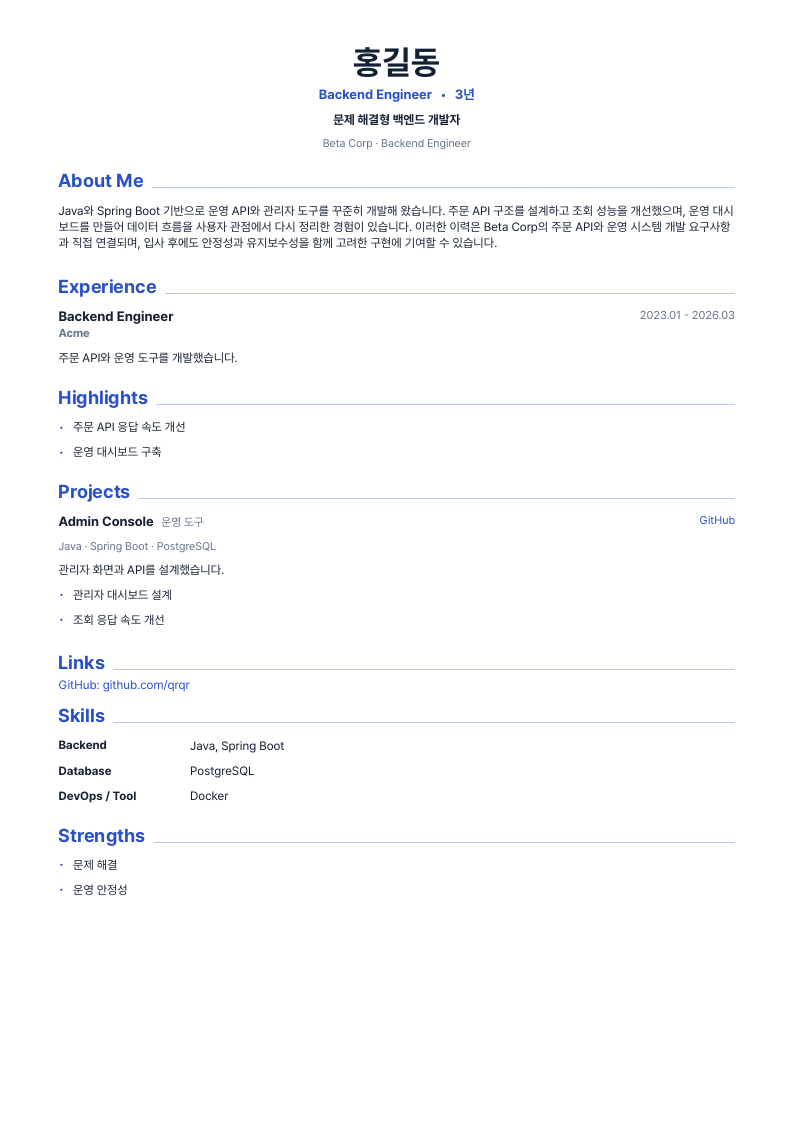 홍길동
Backend Engineer • 3년
문제 해결형 백엔드 개발자
Beta Corp · Backend Engineer
About Me
Java와 Spring Boot 기반으로 운영 API와 관리자 도구를 꾸준히 개발해 왔습니다. 주문 API 구조를 설계하고 조회 성능을 개선했으며, 운영 대시
보드를 만들어 데이터 흐름을 사용자 관점에서 다시 정리한 경험이 있습니다. 이러한 이력은 Beta Corp의 주문 API와 운영 시스템 개발 요구사항
과 직접 연결되며, 입사 후에도 안정성과 유지보수성을 함께 고려한 구현에 기여할 수 있습니다.
Experience
Backend Engineer 2023.01 - 2026.03
Acme
주문 API와 운영 도구를 개발했습니다.
Highlights
• 주문 API 응답 속도 개선
• 운영 대시보드 구축
Projects
Admin Console 운영 도구 GitHub
Java · Spring Boot · PostgreSQL
관리자 화면과 API를 설계했습니다.
• 관리자 대시보드 설계
• 조회 응답 속도 개선
Links
GitHub: github.com/qrqr
Skills
Backend Java, Spring Boot
Database PostgreSQL
DevOps / Tool Docker
Strengths
• 문제 해결
• 운영 안정성